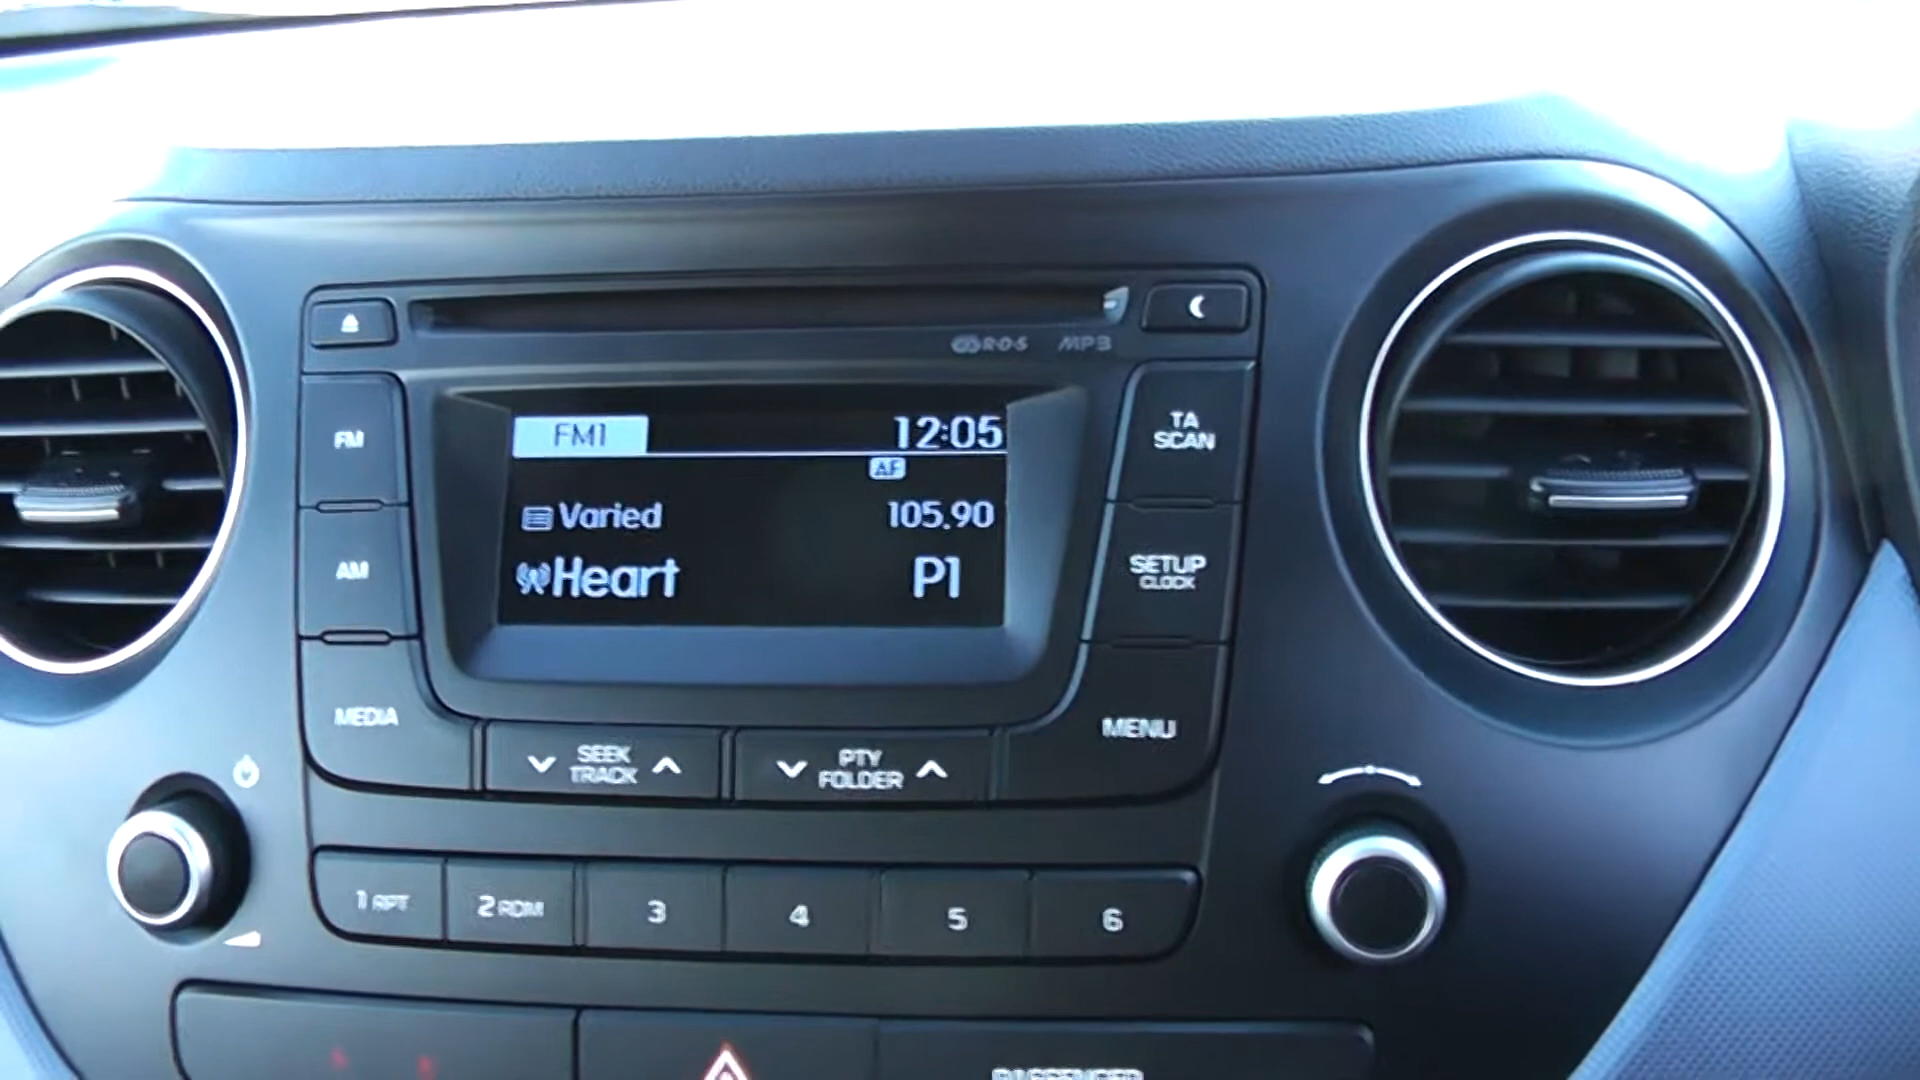 RDS MP3
FM1 12:05
AF
Varied 105.90
Heart P1
FM
AM
MEDIA
TA
SCAN
SETUP
CLOCK
MENU
SEEK
TRACK
PTY
FOLDER
1 RPT 2 RDM 3 4 5 6
PASSENGER